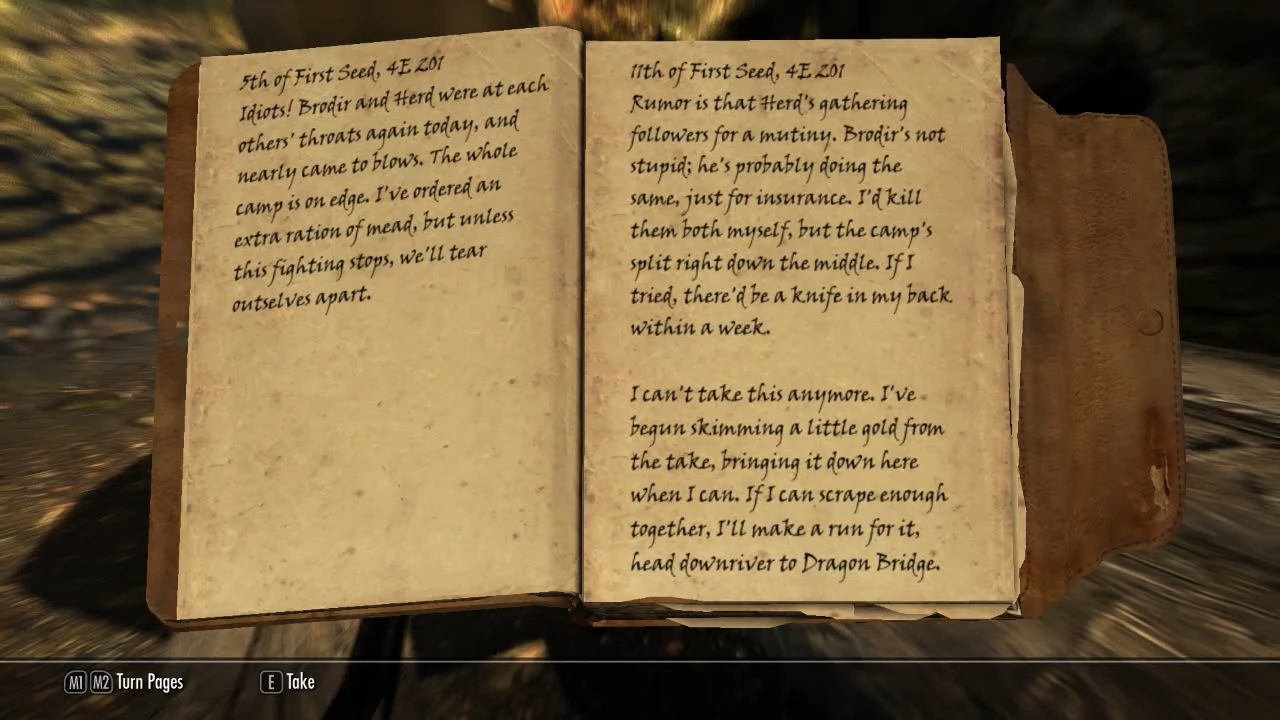 5th of First Seed, 4E 201
Idiots! Brodir and Herd were at each
others' throats again today, and
nearly came to blows. The whole
camp is on edge. I've ordered an
extra ration of mead, but unless
this fighting stops, we'll tear
outselves apart.
11th of First Seed, 4E 201
Rumor is that Herd's gathering
followers for a mutiny. Brodir's not
stupid; he's probably doing the
same, just for insurance. I'd kill
them both myself, but the camp's
split right down the middle. If I
tried, there'd be a knife in my back
within a week.
I can't take this anymore. I've
begun skimming a little gold from
the take, bringing it down here
when I can. If I can scrape enough
together, I'll make a run for it,
head downriver to Dragon Bridge.
M1 M2 Turn Pages E Take